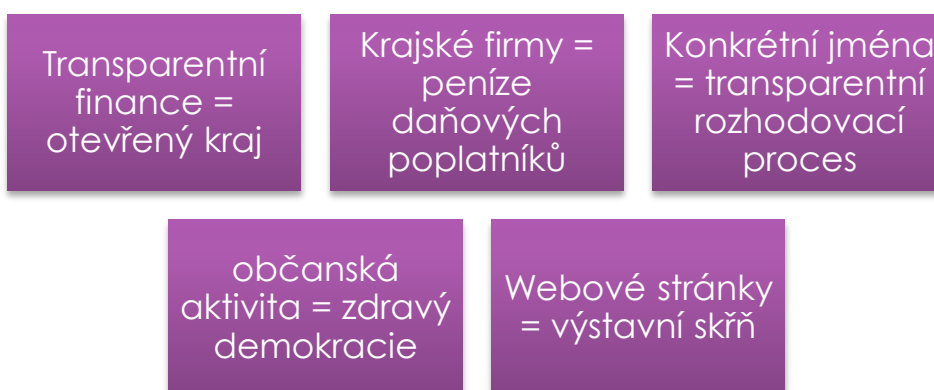 Transparentní
finance =
otevřený kraj
Krajské firmy =
peníze
daňových
poplatníků
Konkrétní jména
= transparentní
rozhodovací
proces
občanská
aktivita = zdravý
demokracie
Webové stránky
= výstavní skříň